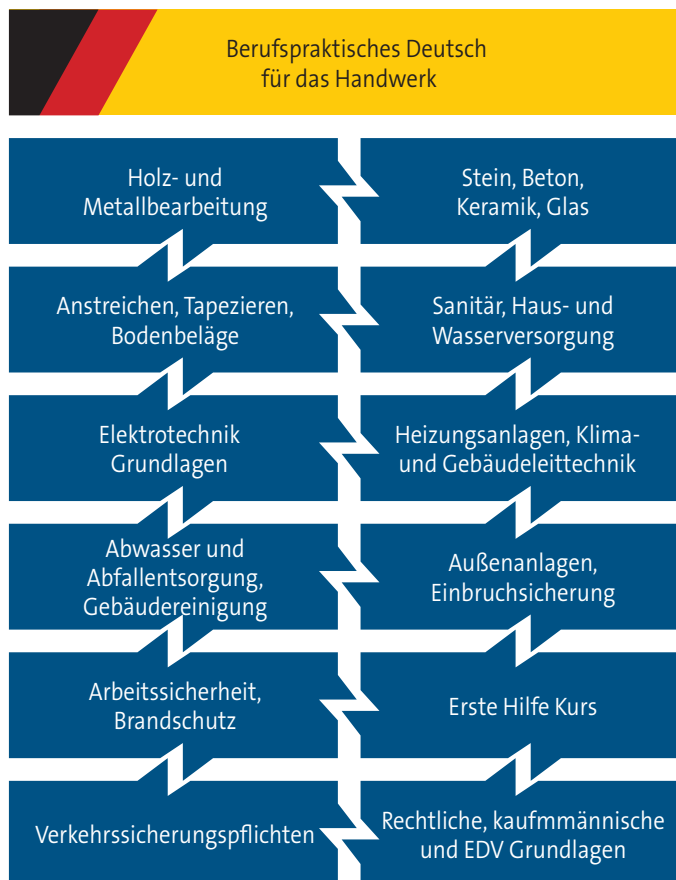 Berufspraktisches Deutsch
für das Handwerk
Holz- und
Metallbearbeitung
Stein, Beton,
Keramik, Glas
Anstreichen, Tapezieren,
Bodenbeläge
Sanitär, Haus- und
Wasserversorgung
Elektrotechnik
Grundlagen
Heizungsanlagen, Klima-
und Gebäudeleittechnik
Abwasser und
Abfallentsorgung,
Gebäudereinigung
Außenanlagen,
Einbruchsicherung
Arbeitssicherheit,
Brandschutz
Erste Hilfe Kurs
Verkehrssicherungspflichten
Rechtliche, kaufmmännische
und EDV Grundlagen